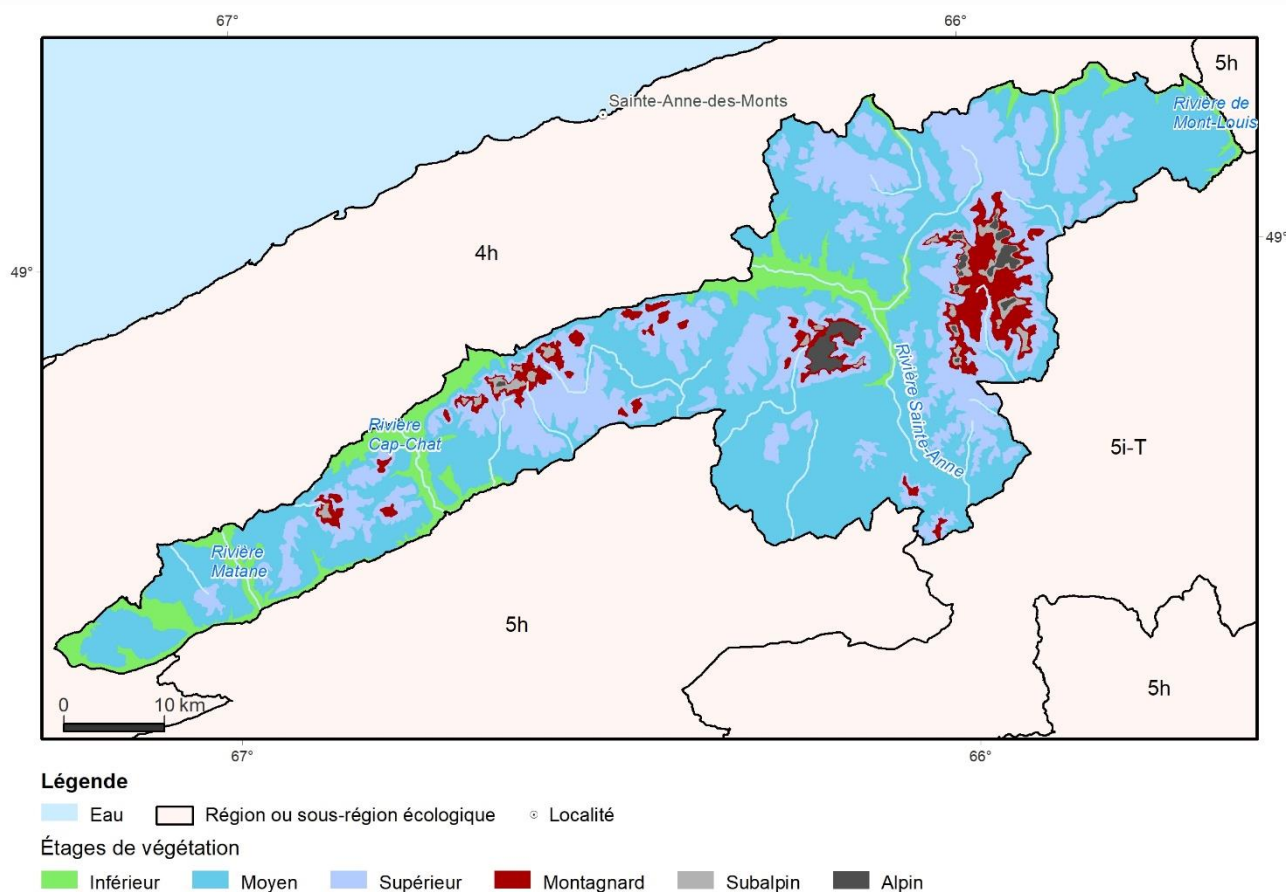 67°
66°
5h
Sainte-Anne-des-Monts
Rivière de
Mont-Louis
49°
4h
49°
Rivière Sainte-Anne
Rivière
Cap-Chat
5i-T
Rivière
Matane
5h
5h
0 10 km
67°
66°
Légende
Eau Région ou sous-région écologique Localité
Étages de végétation
Inférieur Moyen Supérieur Montagnard Subalpin Alpin